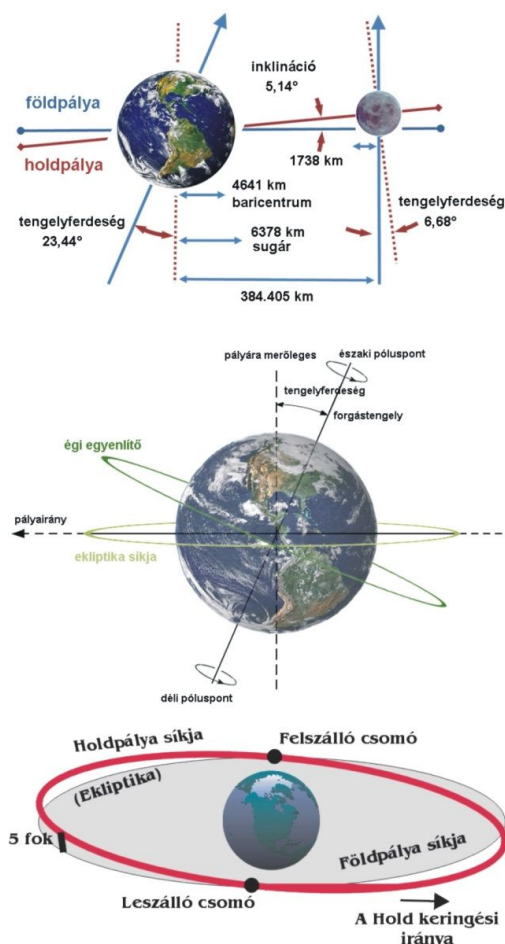 inklináció
5,14°
földpálya
holdpálya
1738 km
4641 km
baricentrum
tengelyferdeség
23,44°
tengelyferdeség
6,68°
6378 km
sugár
384.405 km
pályára merőleges
északi póluspont
tengelyferdeség
forgástengely
égi egyenlítő
pályairány
ekliptika síkja
déli póluspont
Holdpálya síkja
Felszálló csomó
(Ekliptika)
5 fok
Földpálya síkja
Leszálló csomó
A Hold keringési
iránya